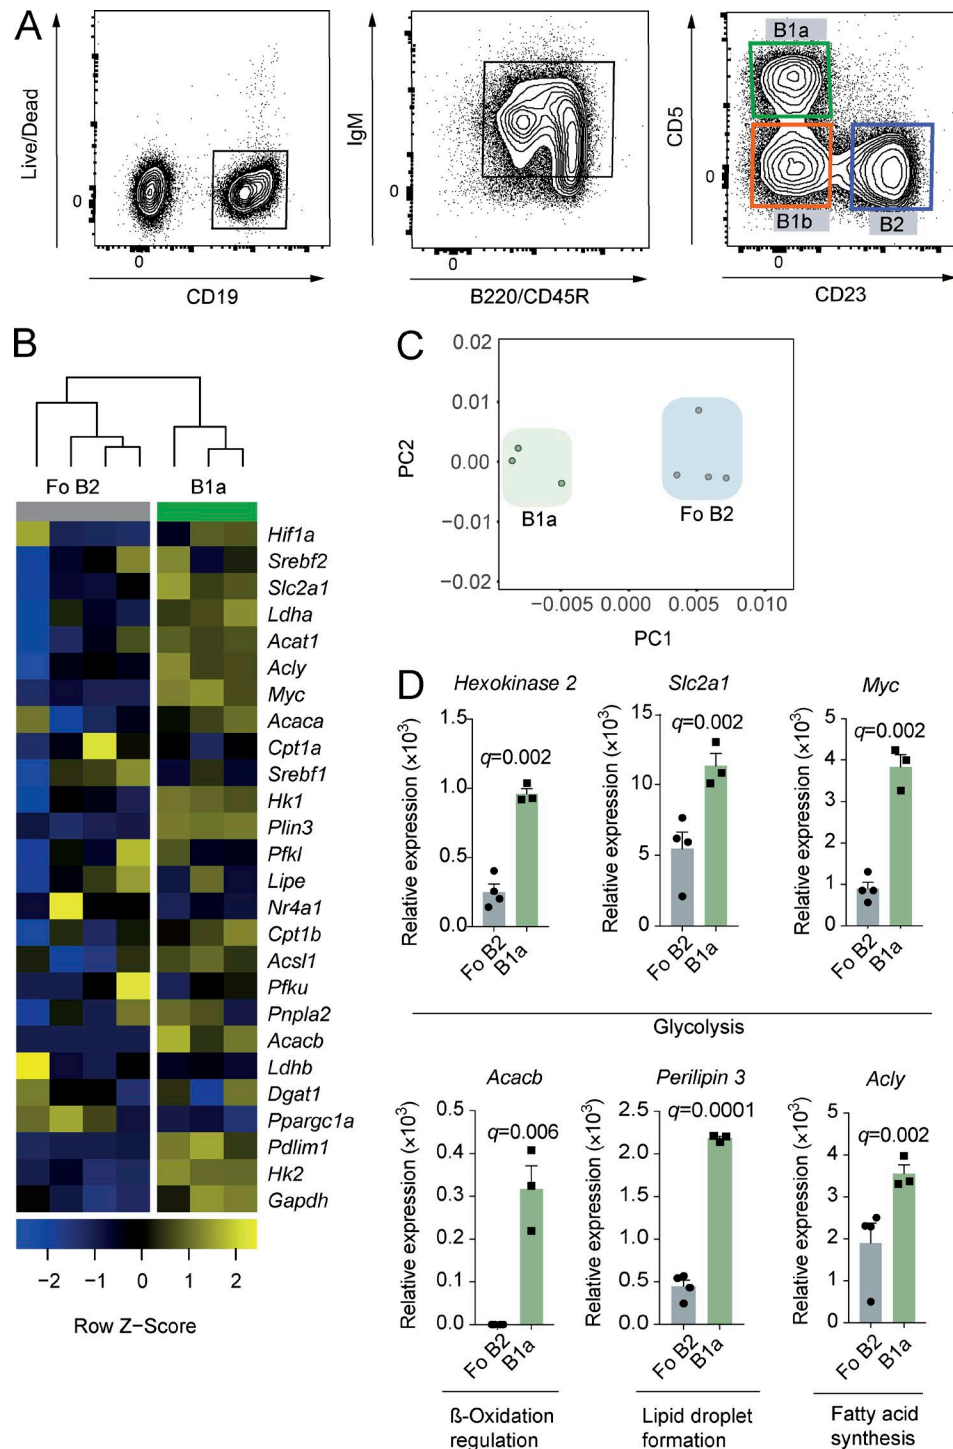 A
Live/Dead
0
0
CD19
IgM
0
0
B220/CD45R
CD5
0
B1a
B1b
B2
0
CD23
B
Fo B2
B1a
Hif1a
Srebf2
Slc2a1
Ldha
Acat1
Acly
Myc
Acaca
Cpt1a
Srebf1
Hk1
Plin3
Pfkl
Lipe
Nr4a1
Cpt1b
Acsl1
Pfku
Pnpla2
Acacb
Ldhb
Dgat1
Ppargc1a
Pdlim1
Hk2
Gapdh
−2 −1 0 1 2
Row Z−Score
C
PC2
0.02
0.01
0.00
−0.01
−0.02
B1a
Fo B2
−0.005 0.000 0.005 0.010
PC1
D
Hexokinase 2
Relative expression (×10³)
1.5
1.0
0.5
0.0
q=0.002
Fo B2
B1a
Slc2a1
Relative expression (×10³)
15
10
5
0
q=0.002
Fo B2
B1a
Myc
Relative expression (×10³)
5
4
3
2
1
0
q=0.002
Fo B2
B1a
Glycolysis
Acacb
Relative expression (×10³)
0.5
0.4
0.3
0.2
0.1
0.0
q=0.006
Fo B2
B1a
ß-Oxidation
regulation
Perilipin 3
Relative expression (×10³)
2.5
2.0
1.5
1.0
0.5
0.0
q=0.0001
Fo B2
B1a
Lipid droplet
formation
Acly
Relative expression (×10³)
5
4
3
2
1
0
q=0.002
Fo B2
B1a
Fatty acid
synthesis